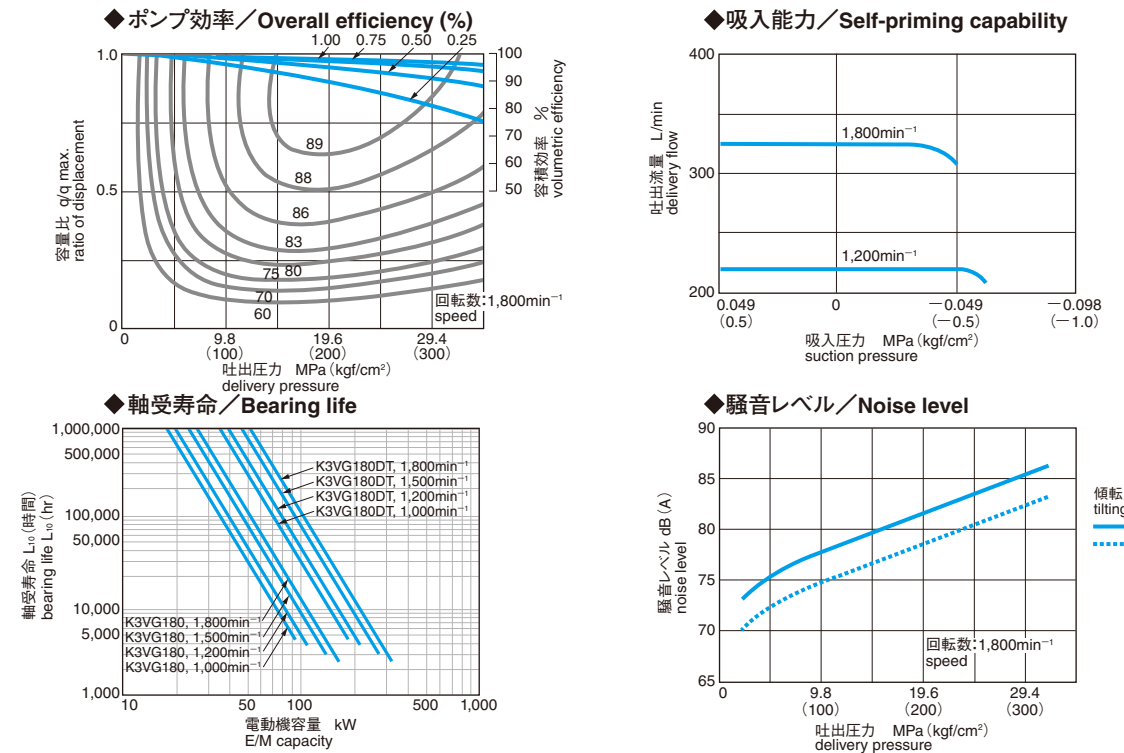 ◆ポンプ効率／Overall efficiency (%)
1.00 0.75 0.50 0.25
1.0
0.5
0
容量比 q/q max.
ratio of displacement
100
90
80
70
60
50
容積効率 %
volumetric efficiency
89
88
86
83
75 80
70
60
回転数：1,800min⁻¹
speed
0 9.8 19.6 29.4
（100） （200） （300）
吐出圧力 MPa（kgf/cm²）
delivery pressure
◆吸入能力／Self-priming capability
400
300
200
吐出流量 L/min
delivery flow
1,800min⁻¹
1,200min⁻¹
0.049 0 －0.049 －0.098
(0.5) (－0.5) (－1.0)
吸入圧力 MPa（kgf/cm²）
suction pressure
◆軸受寿命／Bearing life
1,000,000
500,000
100,000
50,000
10,000
5,000
1,000
軸受寿命 L₁₀（時間）
bearing life L₁₀（hr）
K3VG180DT, 1,800min⁻¹
K3VG180DT, 1,500min⁻¹
K3VG180DT, 1,200min⁻¹
K3VG180DT, 1,000min⁻¹
K3VG180, 1,800min⁻¹
K3VG180, 1,500min⁻¹
K3VG180, 1,200min⁻¹
K3VG180, 1,000min⁻¹
10 50 100 500 1,000
電動機容量 kW
E/M capacity
◆騒音レベル／Noise level
90
85
80
75
70
65
騒音レベル dB（A）
noise level
回転数：1,800min⁻¹
speed
0 9.8 19.6 29.4
（100） （200） （300）
吐出圧力 MPa（kgf/cm²）
delivery pressure
傾転
tilting